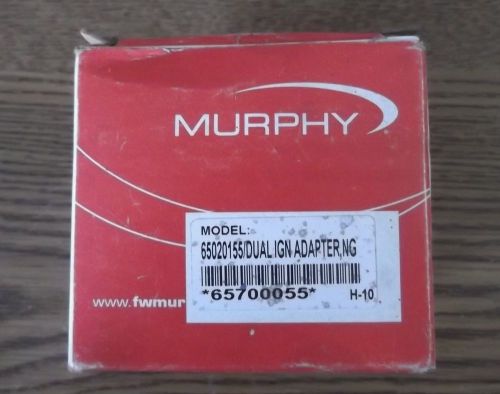 MURPHY
MODEL:
65020155/DUAL IGN ADAPTER,NG
*65700055*
H-10
www.fwmur